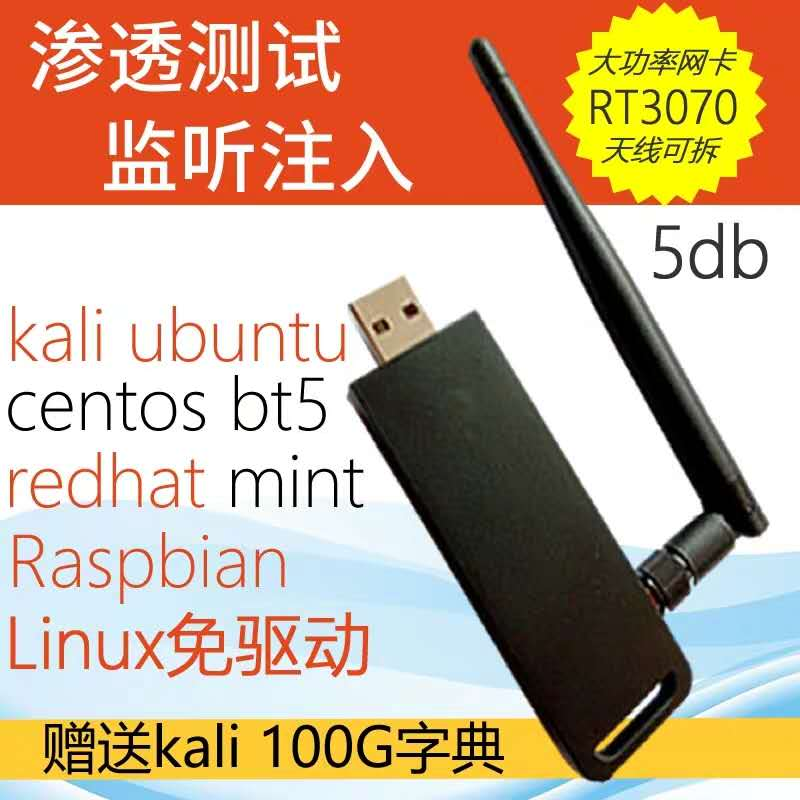 渗透测试
监听注入
大功率网卡
RT3070
天线可拆
5db
kali ubuntu
centos bt5
redhat mint
Raspbian
Linux免驱动
赠送kali 100G字典